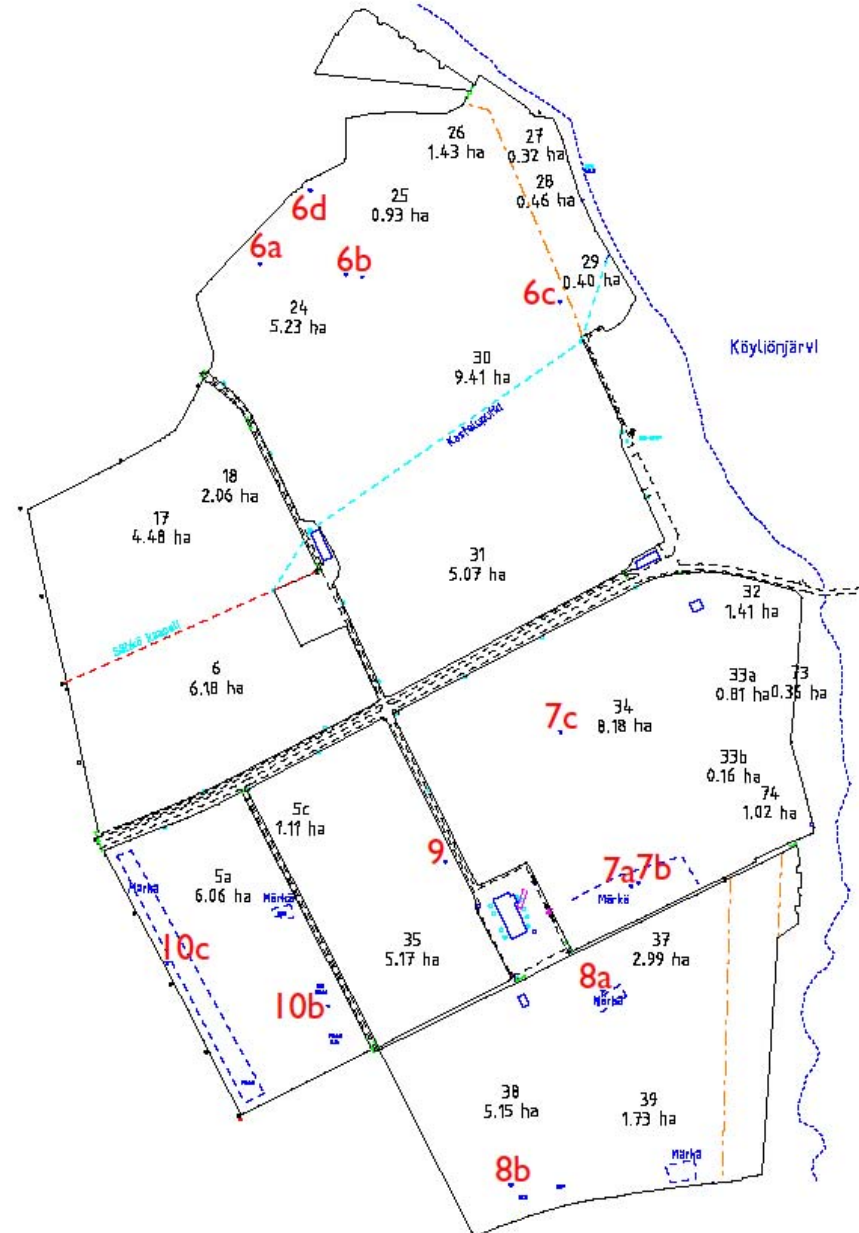 26
1.43 ha
27
0.32 ha
28
0.46 ha
25
0.93 ha
6d
6a
6b
29
0.40 ha
6c
24
5.23 ha
Köyliönjärvi
30
9.41 ha
Kasteluputki
18
2.06 ha
17
4.48 ha
31
5.07 ha
32
1.41 ha
Sähkö kaapeli
6
6.18 ha
33a
0.81 ha
73
0.35 ha
34
8.18 ha
7c
33b
0.16 ha
74
1.02 ha
5c
1.11 ha
9
7a
7b
5a
6.06 ha
Märkä
Märkä
Märkä
35
5.17 ha
37
2.99 ha
10c
8a
Märkä
10b
38
5.15 ha
39
1.73 ha
Märkä
8b